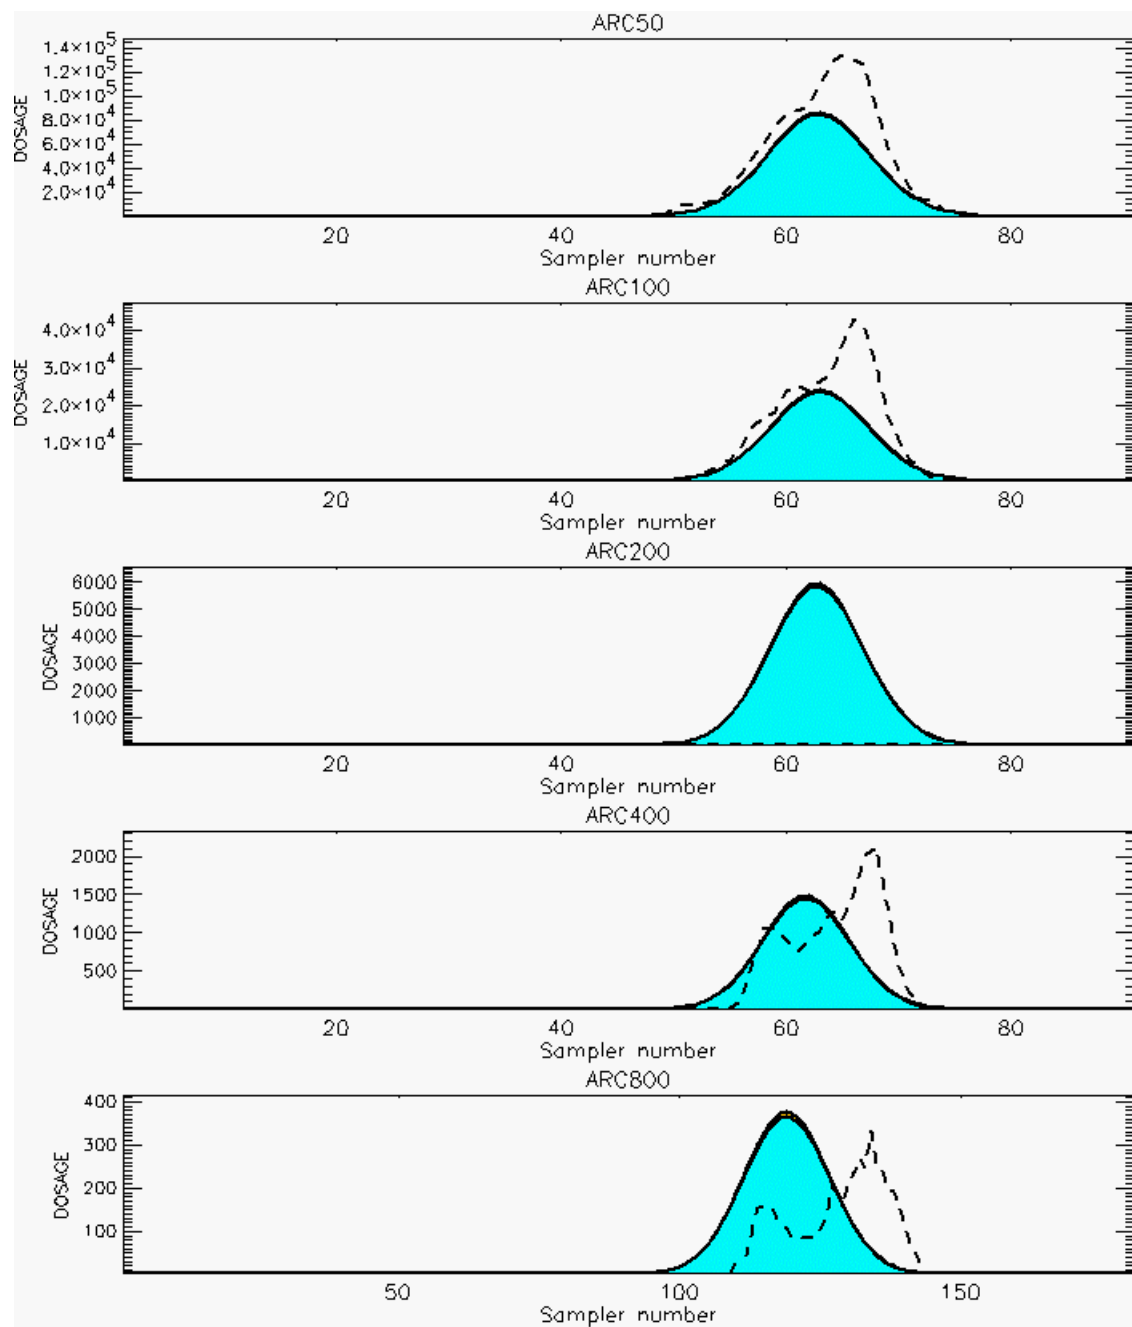 ARC50
DOSAGE
1.4×10^5
1.2×10^5
1.0×10^5
8.0×10^4
6.0×10^4
4.0×10^4
2.0×10^4
20 40 60 80
Sampler number
ARC100
DOSAGE
4.0×10^4
3.0×10^4
2.0×10^4
1.0×10^4
20 40 60 80
Sampler number
ARC200
DOSAGE
6000
5000
4000
3000
2000
1000
20 40 60 80
Sampler number
ARC400
DOSAGE
2000
1500
1000
500
20 40 60 80
Sampler number
ARC800
DOSAGE
400
300
200
100
50 100 150
Sampler number